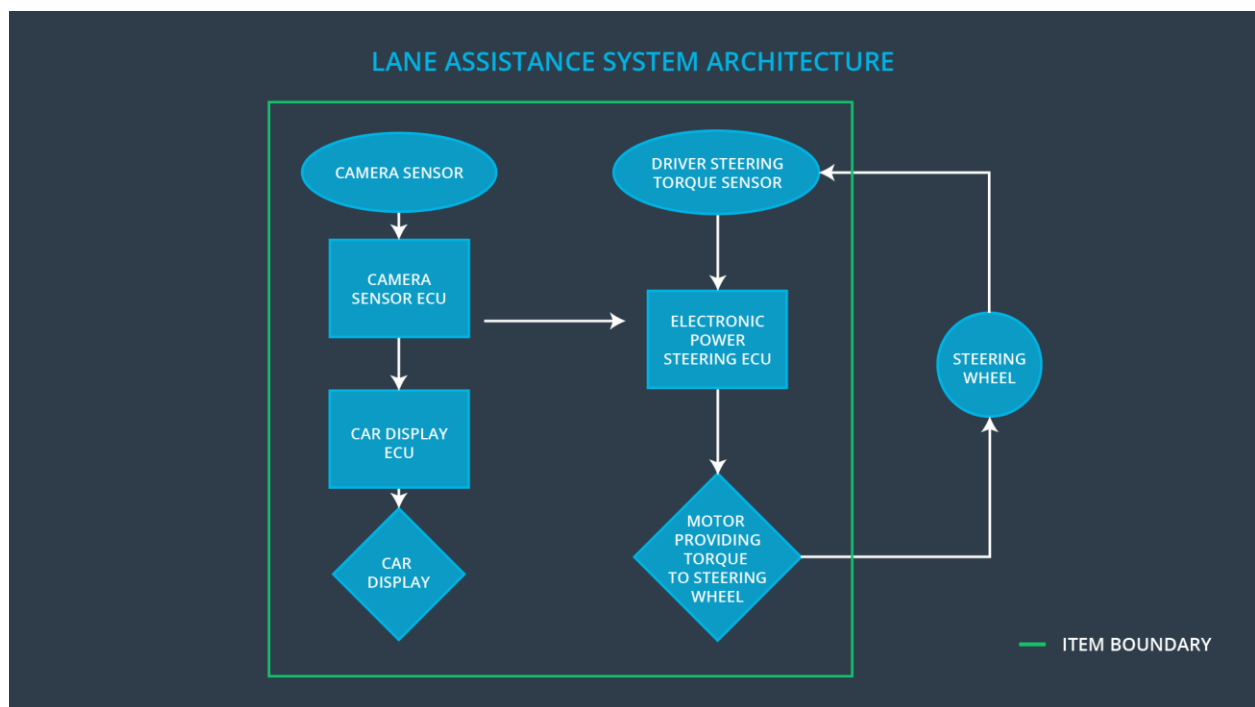 LANE ASSISTANCE SYSTEM ARCHITECTURE
CAMERA SENSOR
CAMERA
SENSOR ECU
CAR DISPLAY
ECU
CAR
DISPLAY
DRIVER STEERING
TORQUE SENSOR
ELECTRONIC
POWER
STEERING ECU
MOTOR
PROVIDING
TORQUE
TO STEERING
WHEEL
STEERING
WHEEL
ITEM BOUNDARY